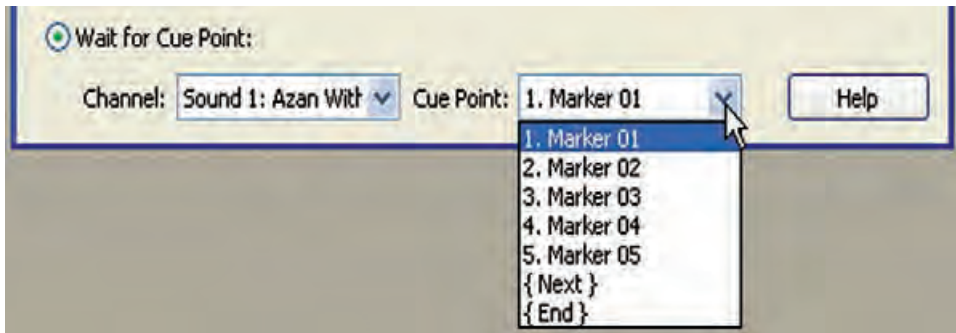 Wait for Cue Point:
Channel: Sound 1: Azan With Cue Point: 1. Marker 01 Help
1. Marker 01
2. Marker 02
3. Marker 03
4. Marker 04
5. Marker 05
{ Next }
{ End }